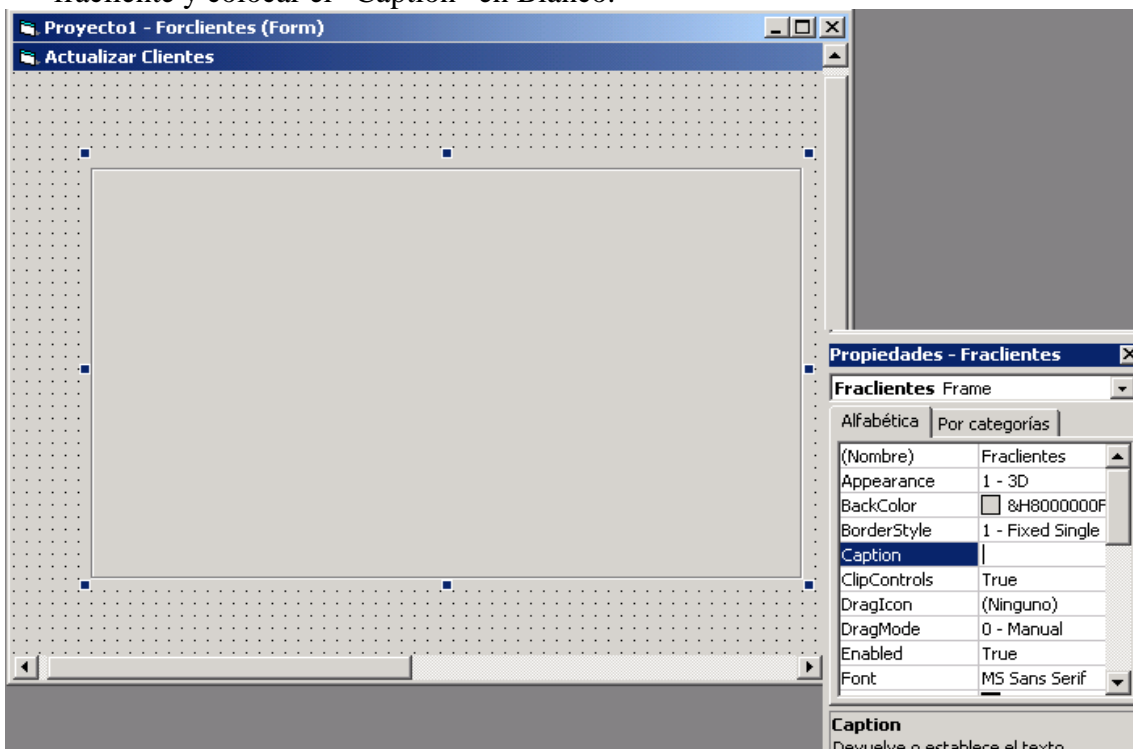 fracliente y colocar el "Caption" en Blanco.
Proyecto1 - Forclientes (Form)
Actualizar Clientes
Propiedades - Fraclientes
Fraclientes Frame
Alfabética Por categorías
(Nombre) Fraclientes
Appearance 1 - 3D
BackColor &H8000000F
BorderStyle 1 - Fixed Single
Caption
ClipControls True
DragIcon (Ninguno)
DragMode 0 - Manual
Enabled True
Font MS Sans Serif
Caption
Devuelve o establece el texto